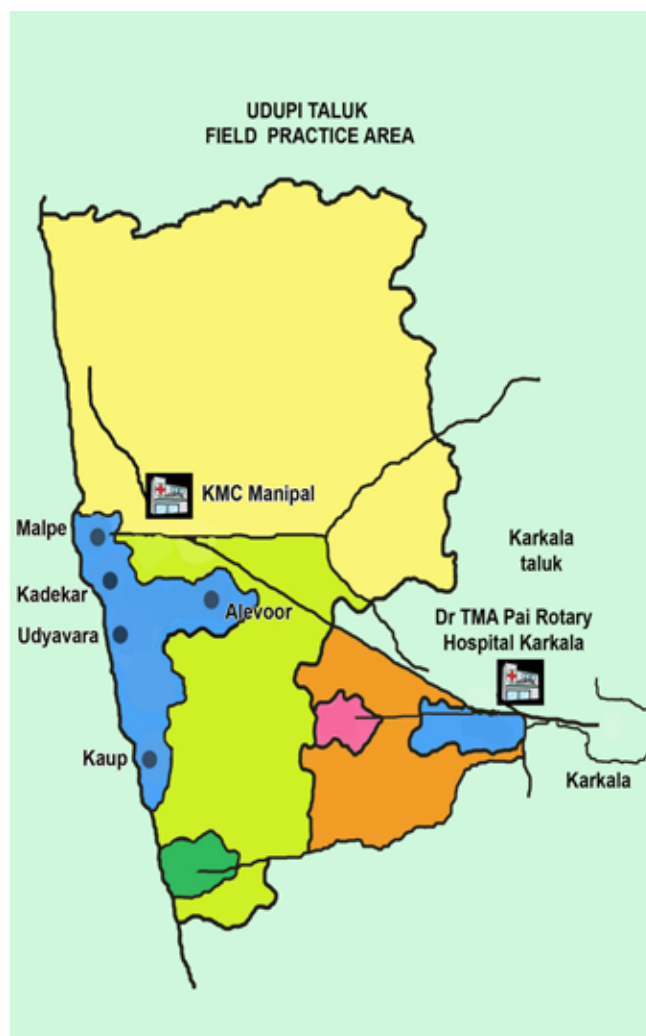 UDUPI TALUK
FIELD PRACTICE AREA
KMC Manipal
Malpe
Karkala
taluk
Kadekar
Alevoor
Dr TMA Pai Rotary
Hospital Karkala
Udyavara
Kaup
Karkala